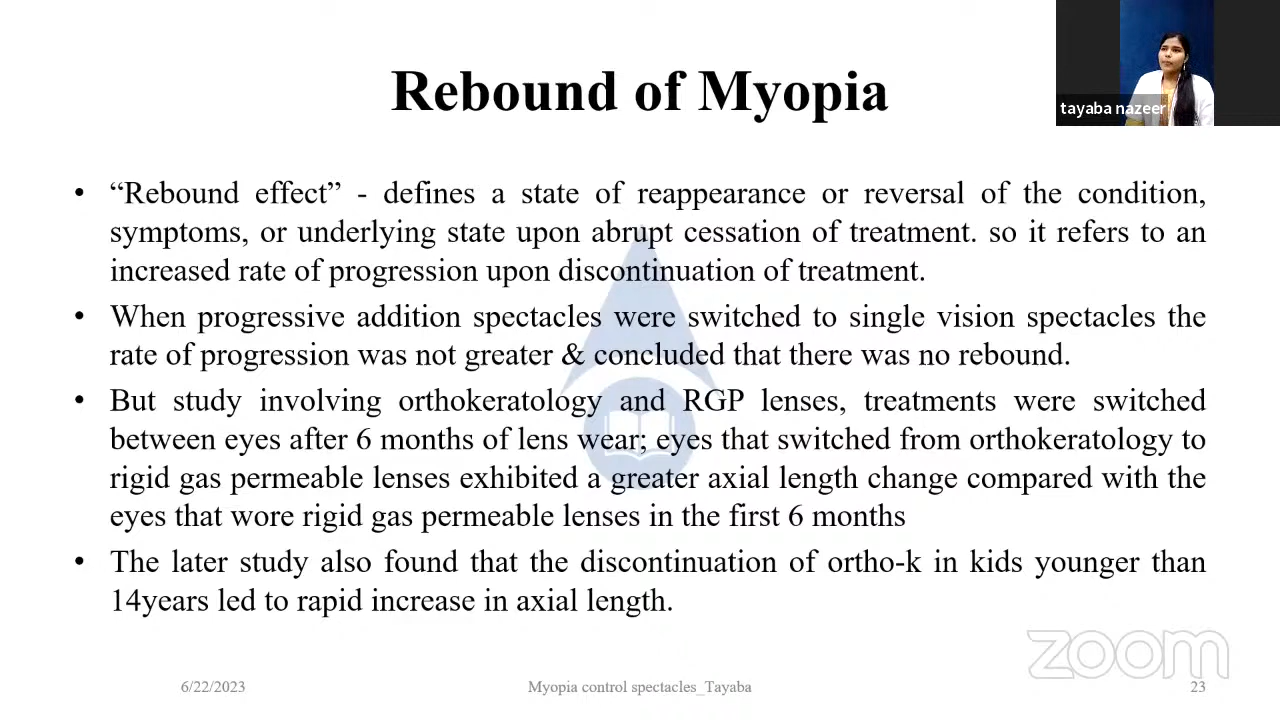 tayaba nazeer
Rebound of Myopia
• “Rebound effect” - defines a state of reappearance or reversal of the condition,
symptoms, or underlying state upon abrupt cessation of treatment. so it refers to an
increased rate of progression upon discontinuation of treatment.
• When progressive addition spectacles were switched to single vision spectacles the
rate of progression was not greater & concluded that there was no rebound.
• But study involving orthokeratology and RGP lenses, treatments were switched
between eyes after 6 months of lens wear; eyes that switched from orthokeratology to
rigid gas permeable lenses exhibited a greater axial length change compared with the
eyes that wore rigid gas permeable lenses in the first 6 months
• The later study also found that the discontinuation of ortho-k in kids younger than
14years led to rapid increase in axial length.
zoom
6/22/2023
Myopia control spectacles_Tayaba
23